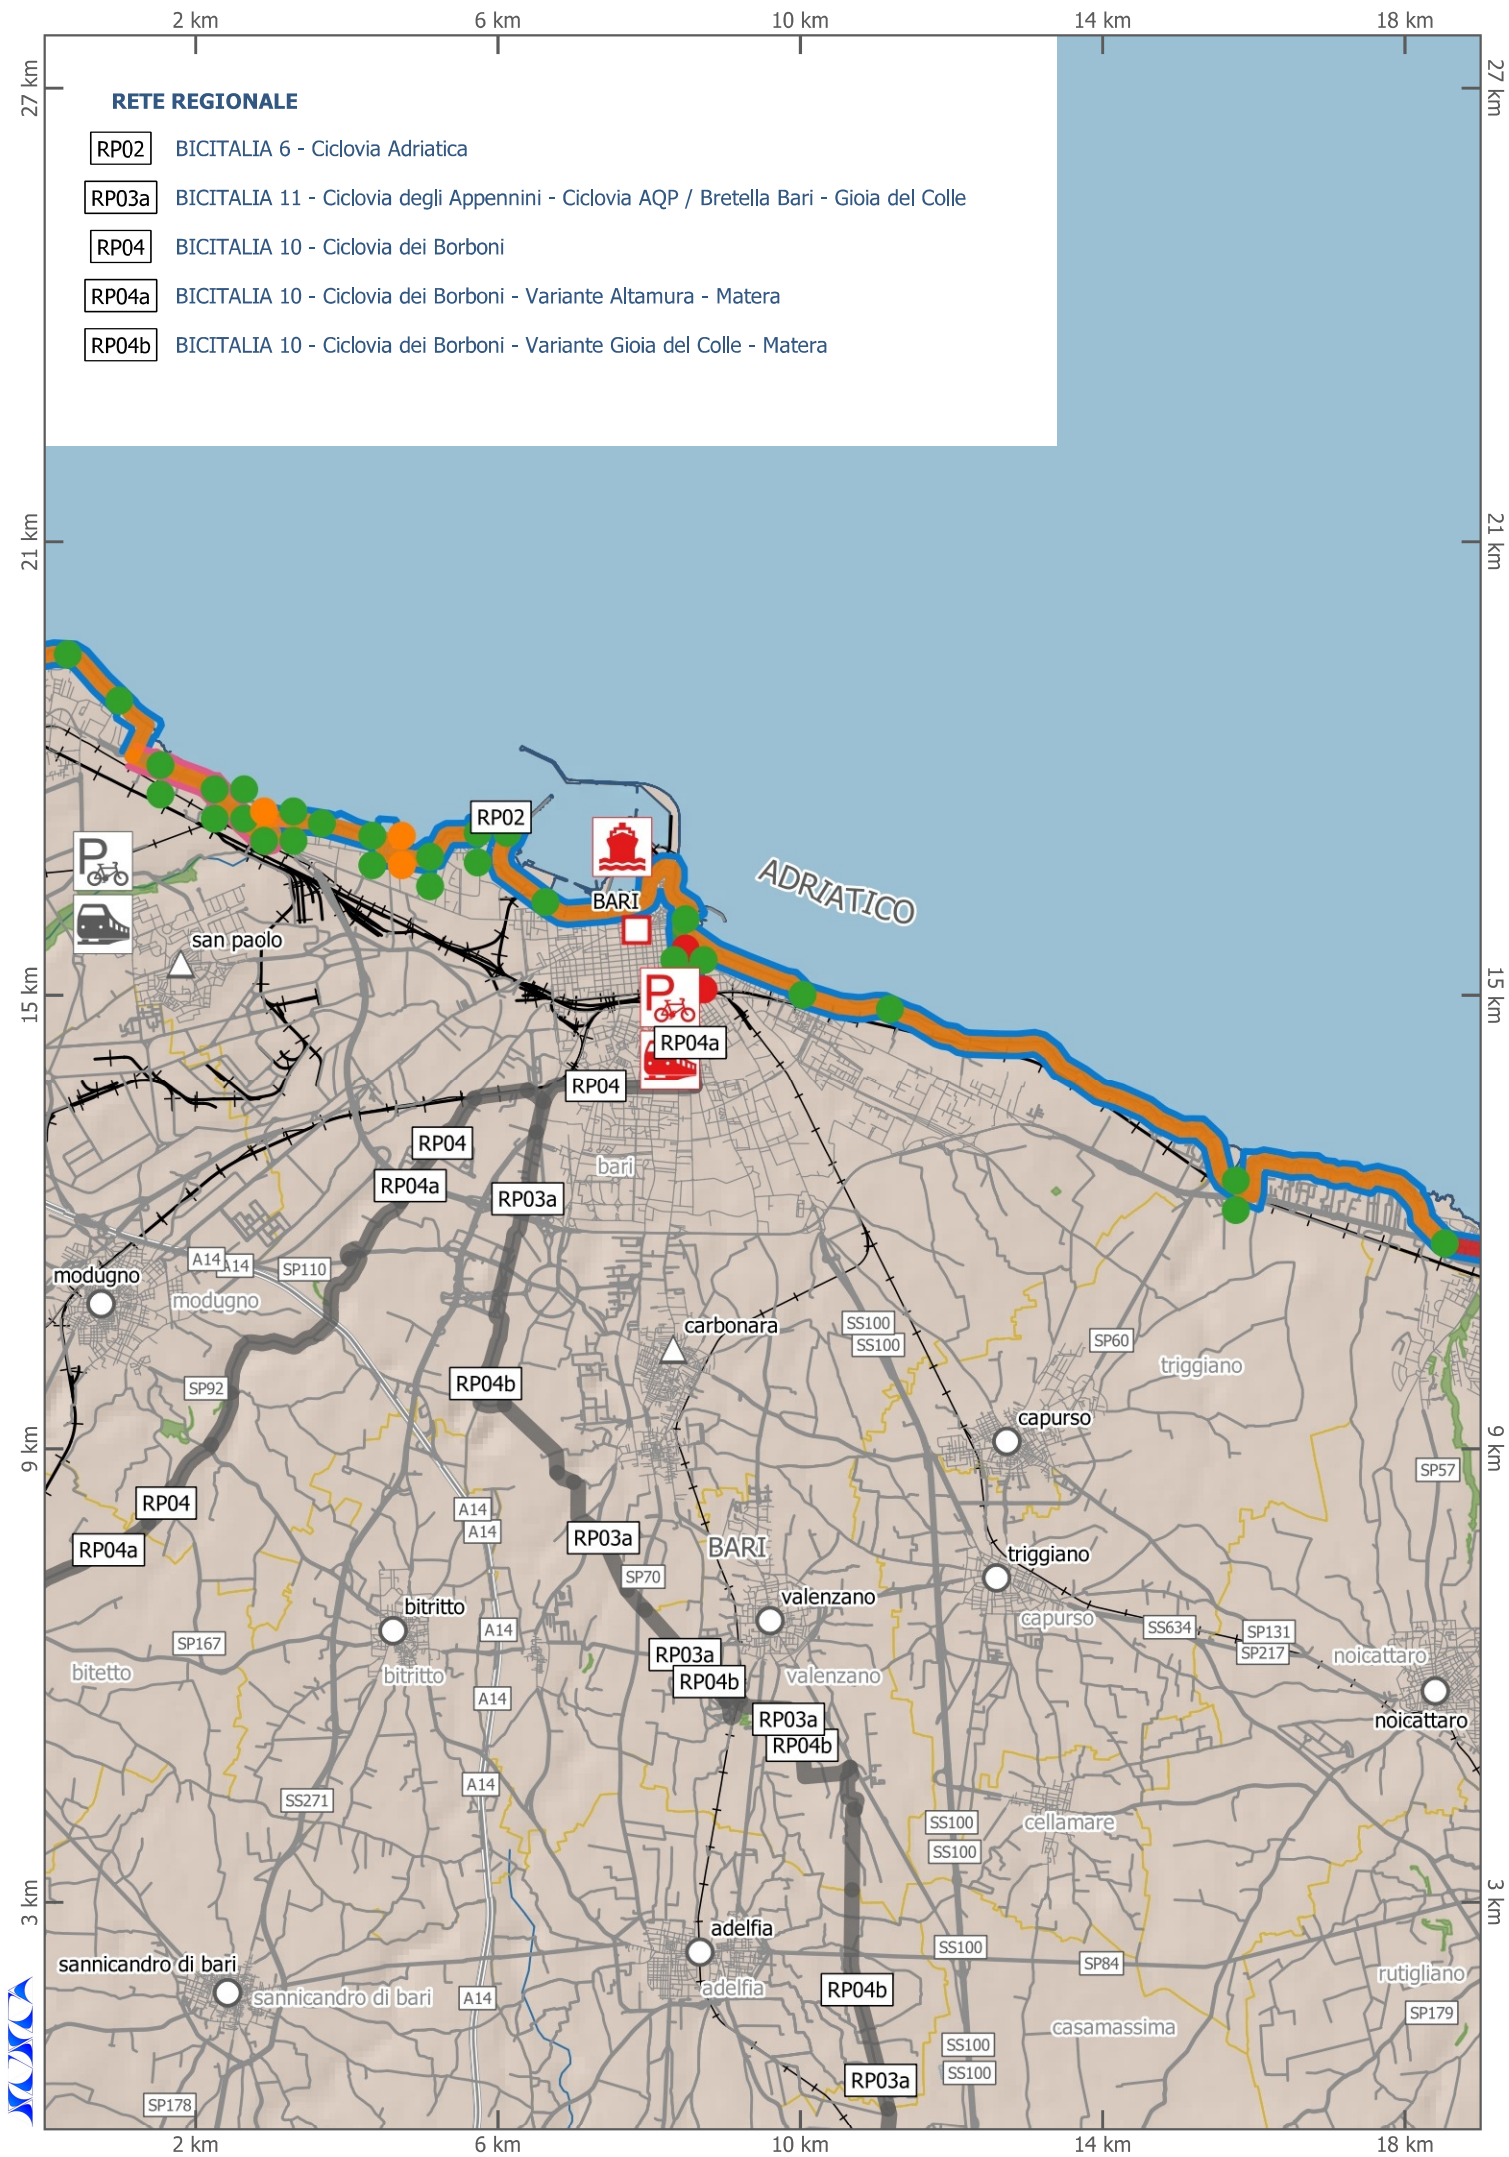 2 km
6 km
10 km
14 km
18 km
27 km
27 km
RETE REGIONALE
RP02 BICITALIA 6 - Ciclovia Adriatica
RP03a BICITALIA 11 - Ciclovia degli Appennini - Ciclovia AQP / Bretella Bari - Gioia del Colle
RP04 BICITALIA 10 - Ciclovia dei Borboni
RP04a BICITALIA 10 - Ciclovia dei Borboni - Variante Altamura - Matera
RP04b BICITALIA 10 - Ciclovia dei Borboni - Variante Gioia del Colle - Matera
21 km
21 km
RP02
P
ADRIATICO
BARI
san paolo
15 km
15 km
P
RP04a
RP04
RP04
bari
RP04a
RP03a
A14
A14
SP110
modugno
modugno
carbonara
SS100
SS100
SP60
triggiano
RP04b
SP92
capurso
9 km
9 km
SP57
RP04
A14
A14
RP04a
RP03a
BARI
triggiano
SP70
valenzano
bitritto
capurso
SS634
SP131
SP217
A14
SP167
RP03a
noicattaro
bitetto
bitritto
RP04b
valenzano
A14
noicattaro
RP03a
RP04b
A14
SS271
SS100
cellamare
SS100
3 km
3 km
adelfia
SS100
SP84
sannicandro di bari
rutigliano
adelfia
RP04b
sannicandro di bari
A14
SP179
casamassima
SS100
SS100
RP03a
SP178
2 km
6 km
10 km
14 km
18 km